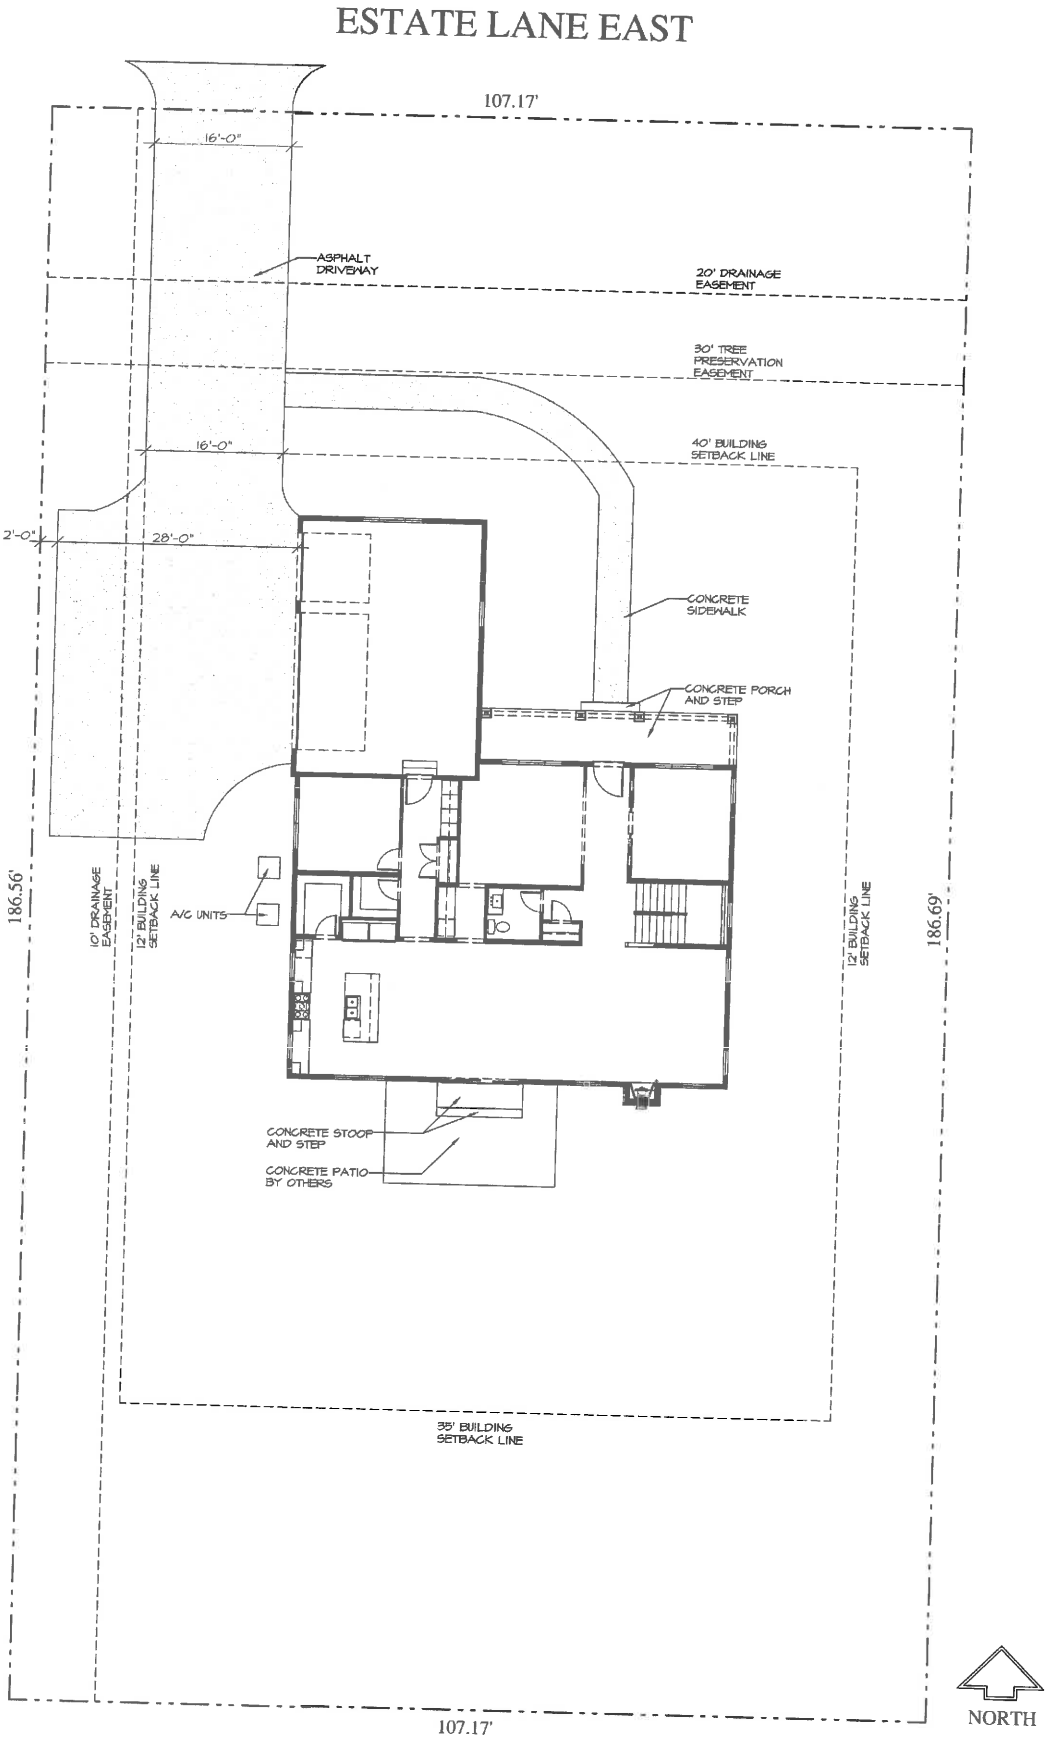 ESTATE LANE EAST
107.17'
16'-0"
ASPHALT
DRIVEWAY
20' DRAINAGE
EASEMENT
30' TREE
PRESERVATION
EASEMENT
16'-0"
40' BUILDING
SETBACK LINE
2'-0"
28'-0"
CONCRETE
SIDEWALK
CONCRETE PORCH
AND STEP
186.56'
10' DRAINAGE
EASEMENT
12' BUILDING
SETBACK LINE
A/C UNITS
12' BUILDING
SETBACK LINE
186.69'
CONCRETE STOOP
AND STEP
CONCRETE PATIO
BY OTHERS
35' BUILDING
SETBACK LINE
107.17'
NORTH